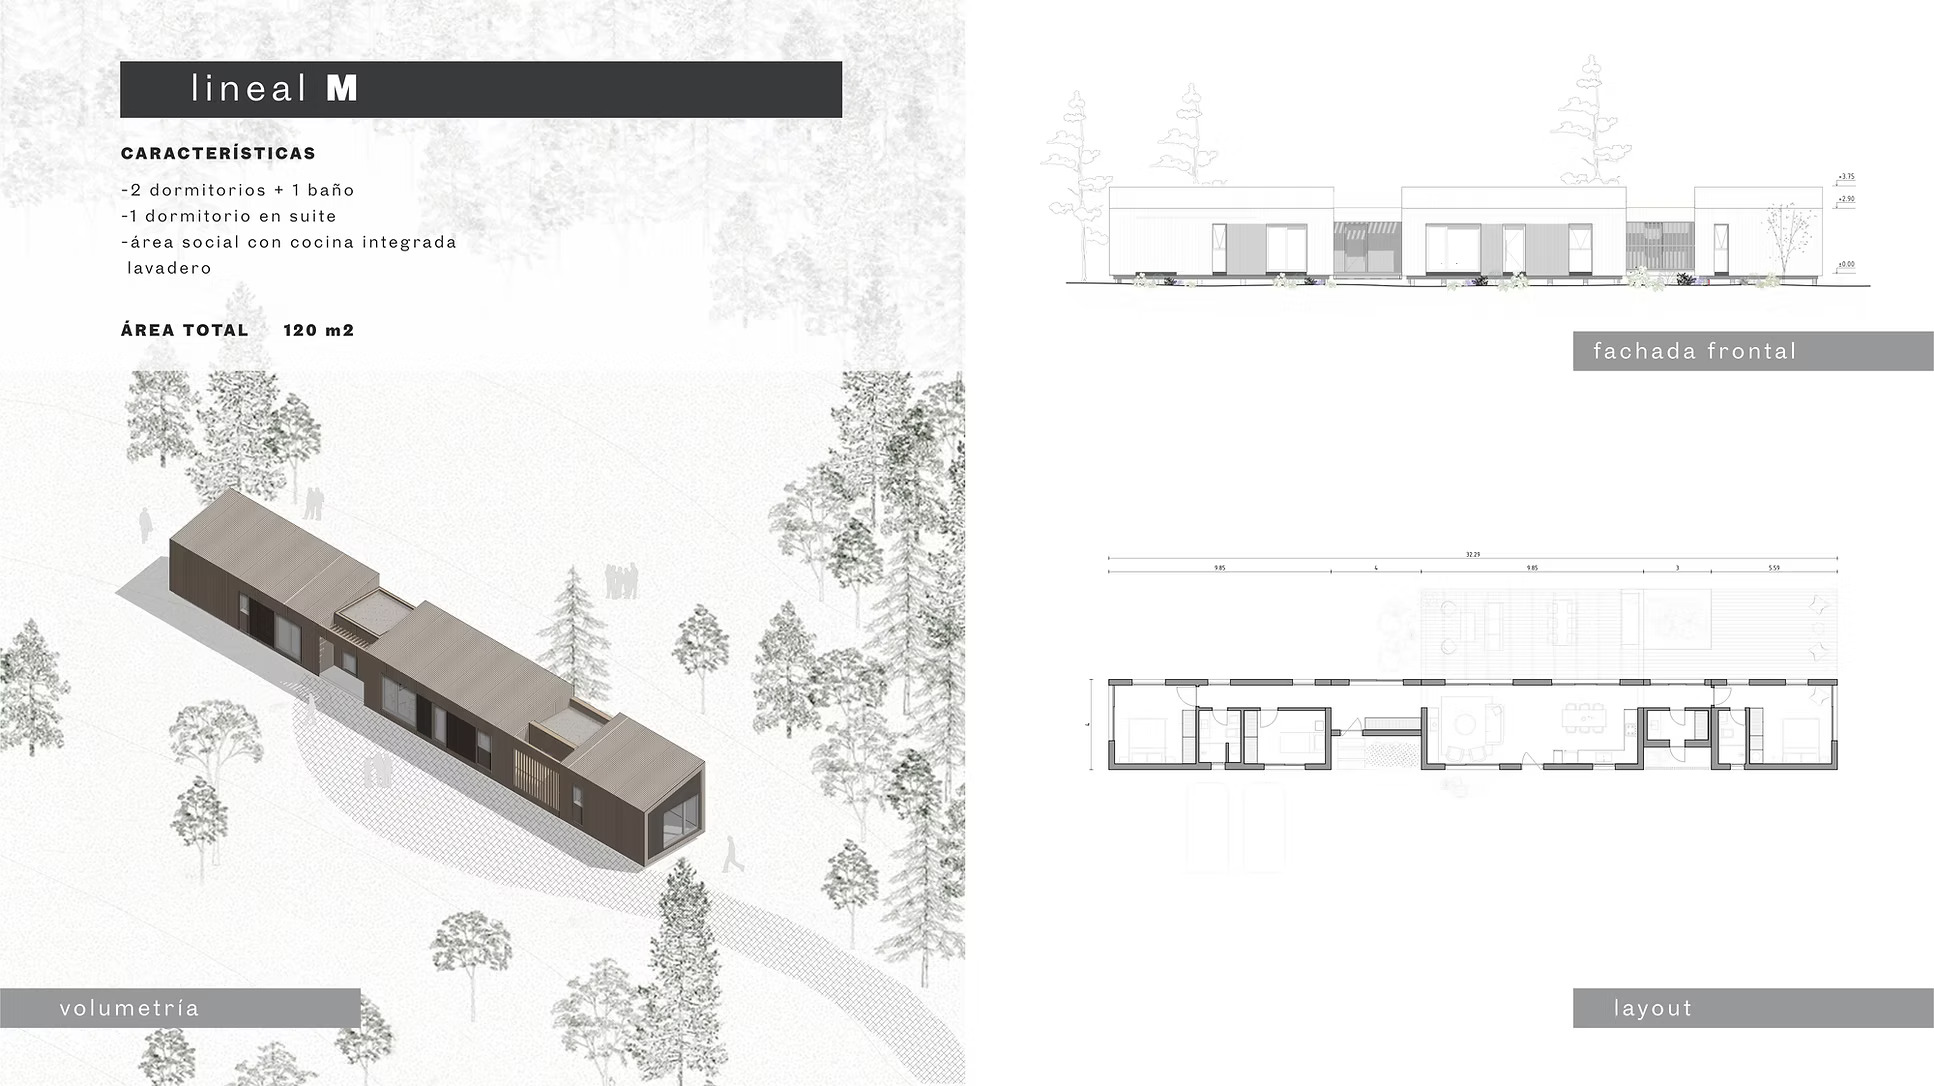 lineal M
CARACTERÍSTICAS
-2 dormitorios + 1 baño
-1 dormitorio en suite
-área social con cocina integrada
lavadero
ÁREA TOTAL 120 m2
volumetría
+3.75
+2.90
±0.00
fachada frontal
32.29
9.85 4 9.85 3 5.59
4
layout